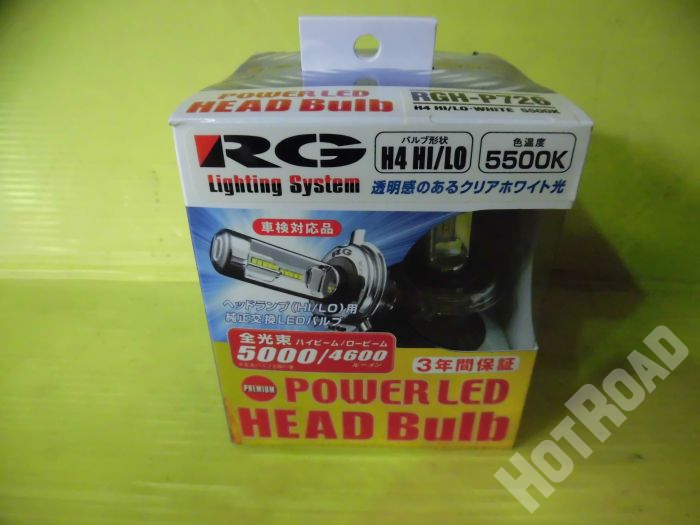 POWER LED
HEAD Bulb
RGH-P726
H4 HI/LO-WHITE 5500K
RG
Lighting System
バルブ形状
H4 HI/LO
色温度
5500K
透明感のあるクリアホワイト光
車検対応品
RG
ヘッドランプ(HI/LO)用
純正交換LEDバルブ
全光束 ハイビーム/ロービーム
5000/4600
ルーメン
3年間保証
PREMIUM
POWER LED
HEAD Bulb
HOTROAD